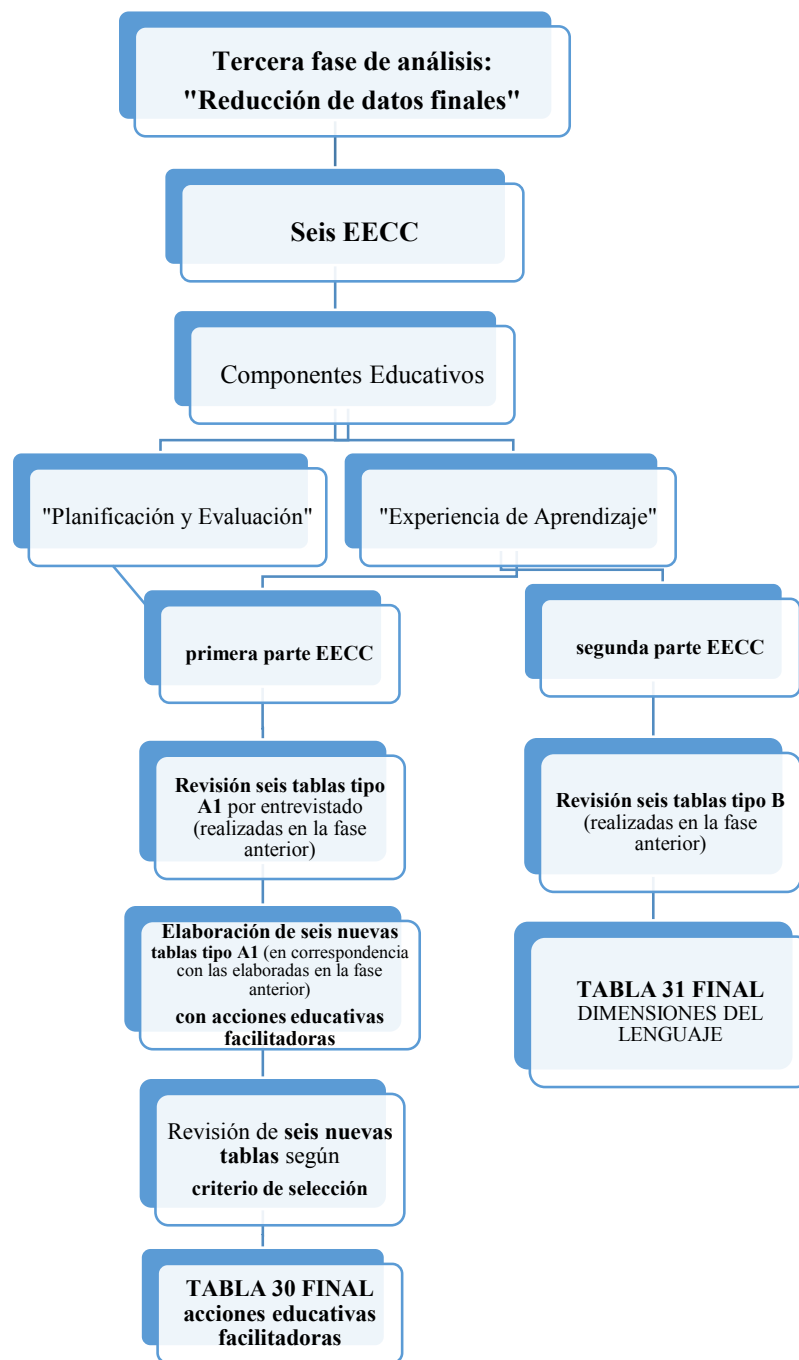 Tercera fase de análisis:
"Reducción de datos finales"
Seis EECC
Componentes Educativos
"Planificación y Evaluación"
"Experiencia de Aprendizaje"
primera parte EECC
segunda parte EECC
Revisión seis tablas tipo
A1 por entrevistado
(realizadas en la fase
anterior)
Revisión seis tablas tipo B
(realizadas en la fase
anterior)
Elaboración de seis nuevas
tablas tipo A1 (en correspondencia
con las elaboradas en la fase
anterior)
con acciones educativas
facilitadoras
TABLA 31 FINAL
DIMENSIONES DEL
LENGUAJE
Revisión de seis nuevas
tablas según
criterio de selección
TABLA 30 FINAL
acciones educativas
facilitadoras